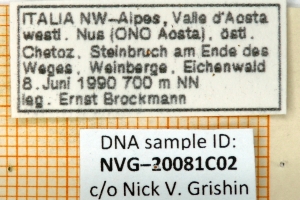 ITALIA NW-Alpes, Valle d'Aosta
westl. Nus (ONO Aosta), östl.
Chetoz, Steinbruch am Ende des
Weges, Weinberge, Eichenwald
8.Juni 1990 700 m NN
leg. Ernst Brockmann
DNA sample ID:
NVG-20081C02
c/o Nick V. Grishin